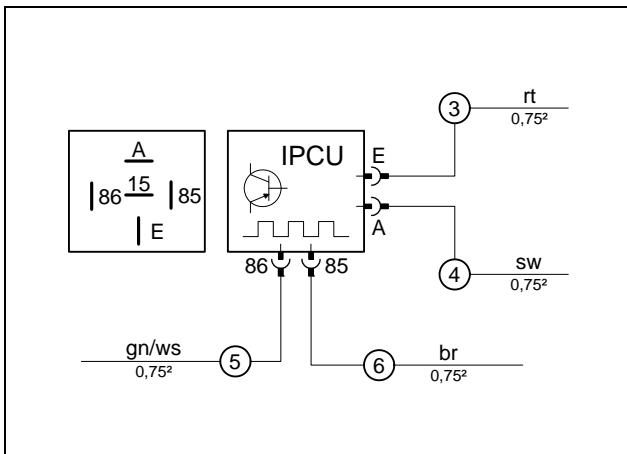 A
86 15 85
E
IPCU
E
A
86 85
3 rt
0,75²
4 sw
0,75²
gn/ws 5
0,75²
6 br
0,75²